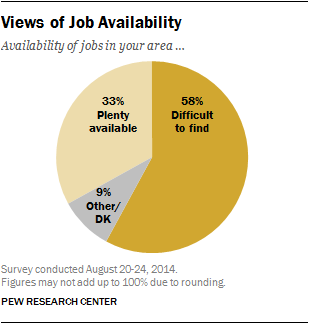 Views of Job Availability
Availability of jobs in your area ...
33%
Plenty
available
58%
Difficult
to find
9%
Other/
DK
Survey conducted August 20-24, 2014.
Figures may not add up to 100% due to rounding.
PEW RESEARCH CENTER